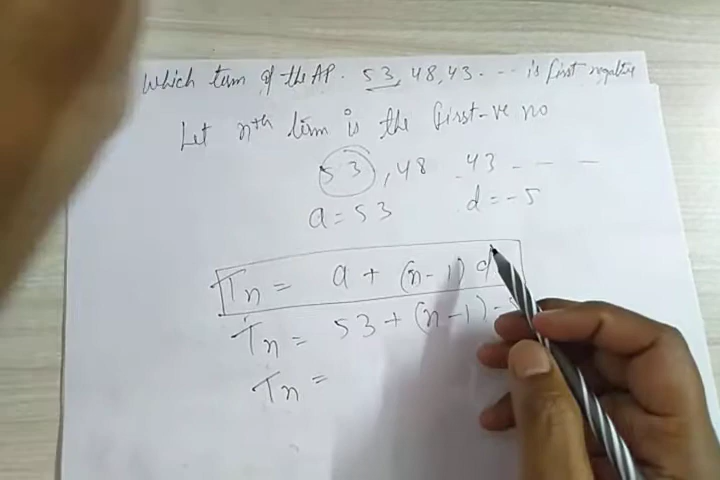 Which term of the AP. 53, 48, 43 - - - is first negative
Let nth term is the first -ve no
53, 48 43 - - -
a = 53 d = -5
Tn = a + (n-1) d
Tn = 53 + (n-1) -
Tn =